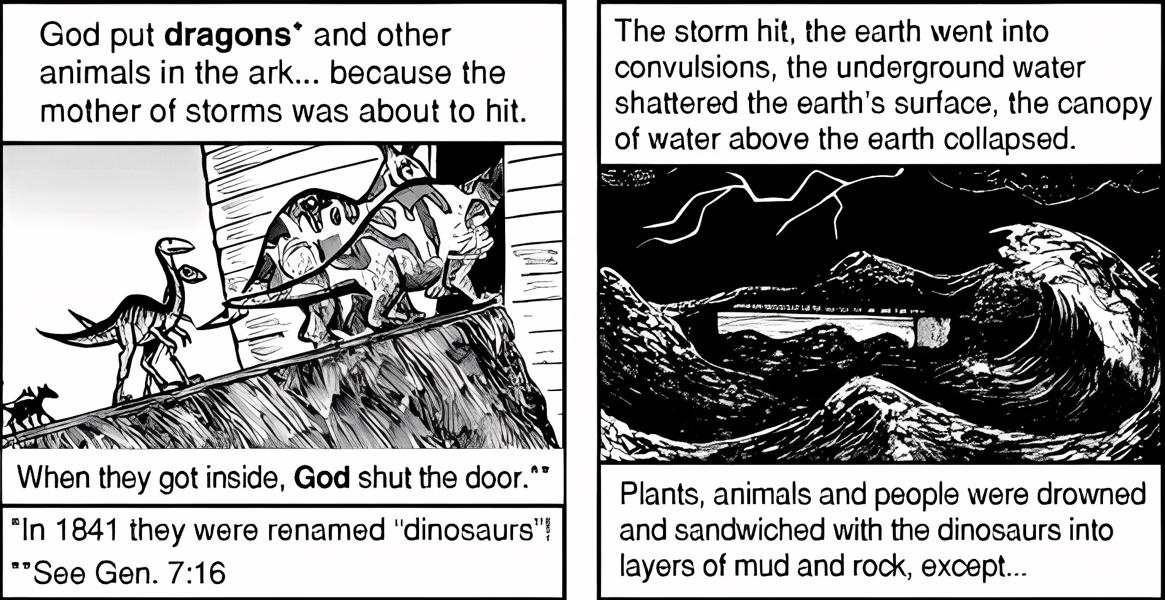 God put dragons* and other
animals in the ark... because the
mother of storms was about to hit.
When they got inside, God shut the door.**
*In 1841 they were renamed "dinosaurs"!
**See Gen. 7:16
The storm hit, the earth went into
convulsions, the underground water
shattered the earth's surface, the canopy
of water above the earth collapsed.
Plants, animals and people were drowned
and sandwiched with the dinosaurs into
layers of mud and rock, except...